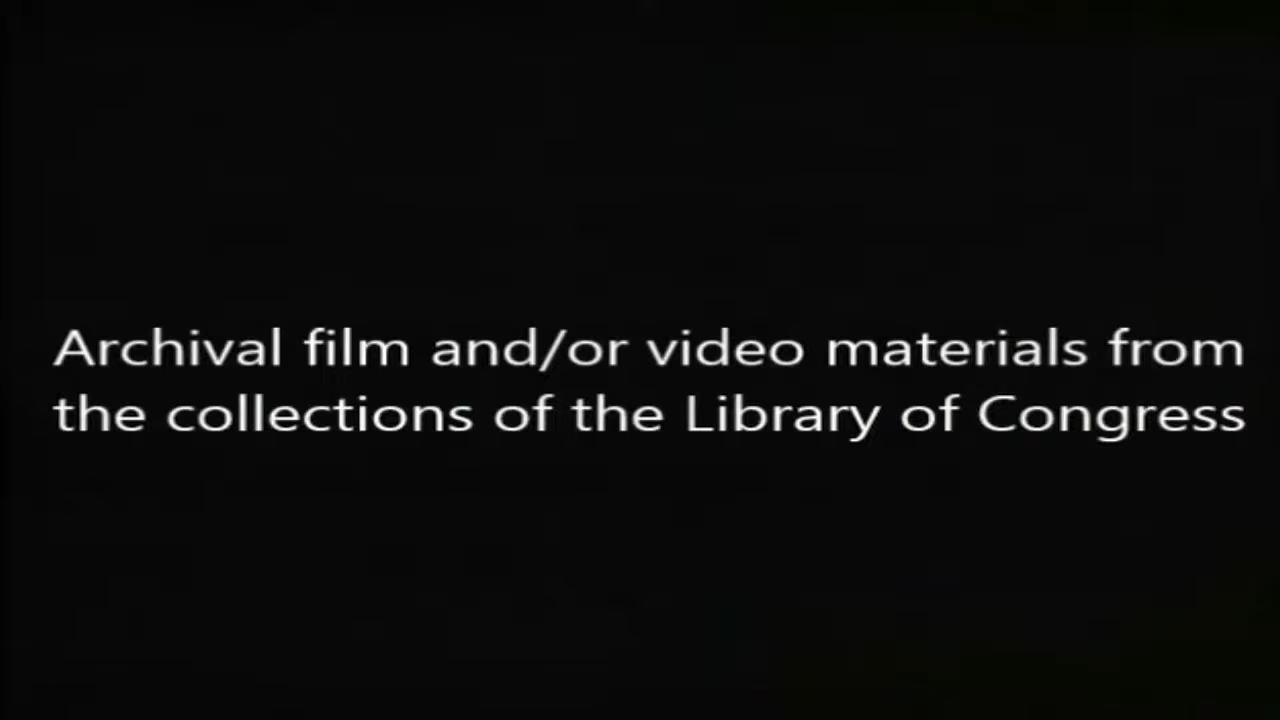 Archival film and/or video materials from
the collections of the Library of Congress